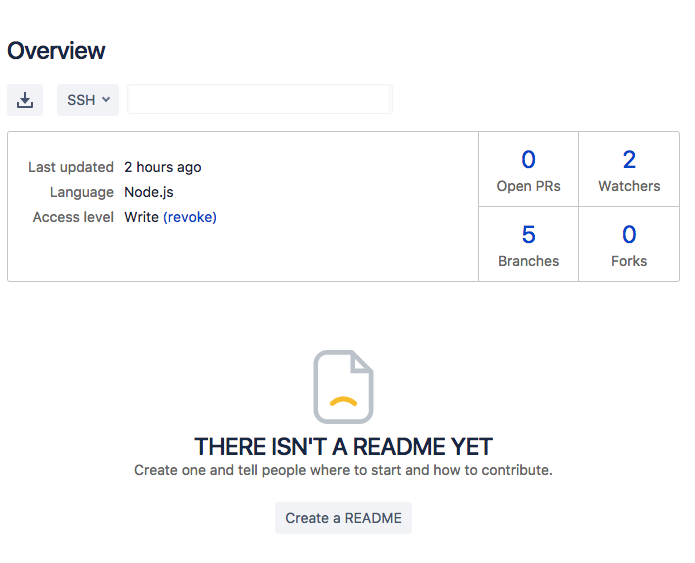 Overview
SSH
Last updated 2 hours ago
Language Node.js
Access level Write (revoke)
0
Open PRs
2
Watchers
5
Branches
0
Forks
THERE ISN'T A README YET
Create one and tell people where to start and how to contribute.
Create a README